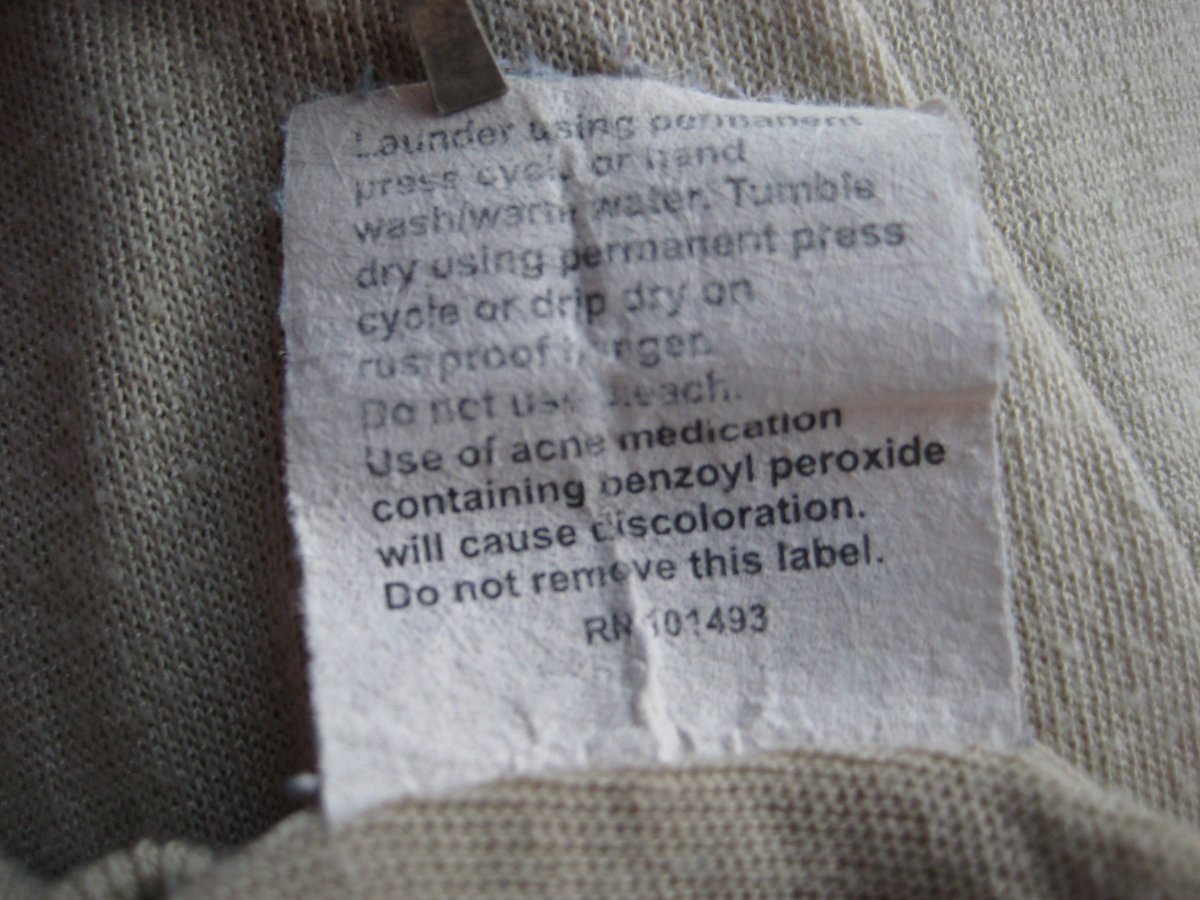 Launder using permanent
press cycle or hand
wash/warm water. Tumble
dry using permanent press
cycle or drip dry on
rustproof hanger.
Do not use bleach.
Use of acne medication
containing benzoyl peroxide
will cause discoloration.
Do not remove this label.
RN 101493